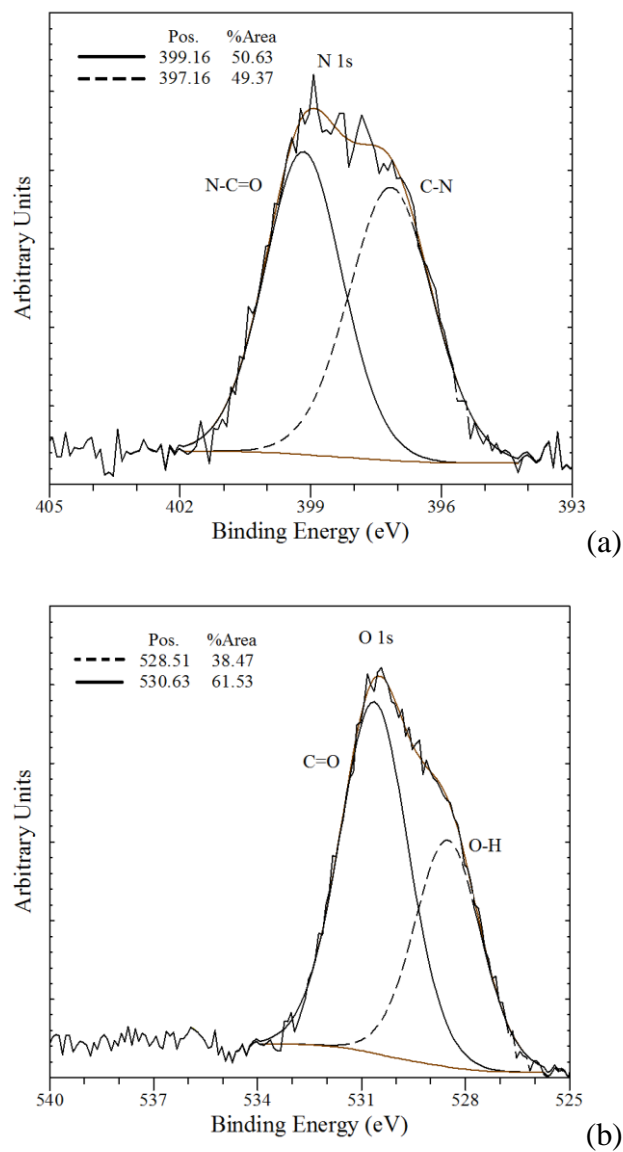 Pos. %Area
399.16 50.63
397.16 49.37
N 1s
N-C=O
C-N
Arbitrary Units
405 402 399 396 393
Binding Energy (eV)
(a)
O 1s
Pos. %Area
528.51 38.47
530.63 61.53
C=O
O-H
Arbitrary Units
540 537 534 531 528 525
Binding Energy (eV)
(b)